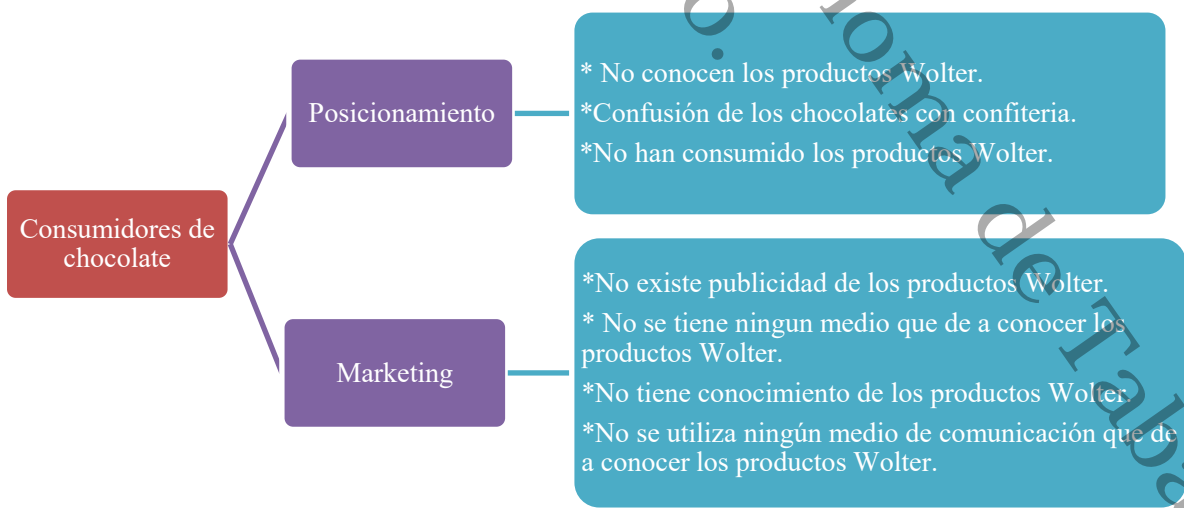 Consumidores de
chocolate
Posicionamiento
* No conocen los productos Wolter.
*Confusión de los chocolates con confiteria.
*No han consumido los productos Wolter.
Marketing
*No existe publicidad de los productos Wolter.
* No se tiene ningun medio que de a conocer los
productos Wolter.
*No tiene conocimiento de los productos Wolter.
*No se utiliza ningún medio de comunicación que de
a conocer los productos Wolter.
o.
oma de Taba